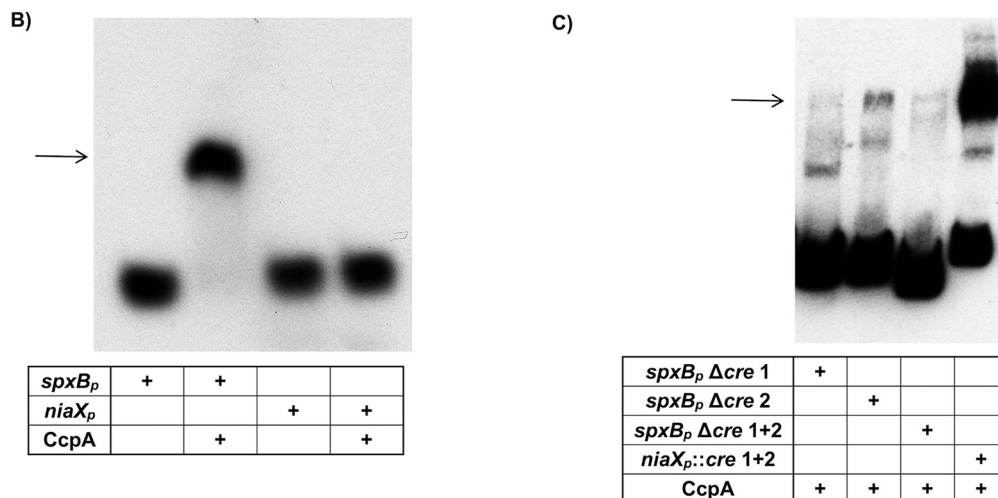 B)
spxBp + +
niaXp + +
CcpA + +
C)
spxBp Δcre 1 +
spxBp Δcre 2 +
spxBp Δcre 1+2 +
niaXp::cre 1+2 +
CcpA + + + +